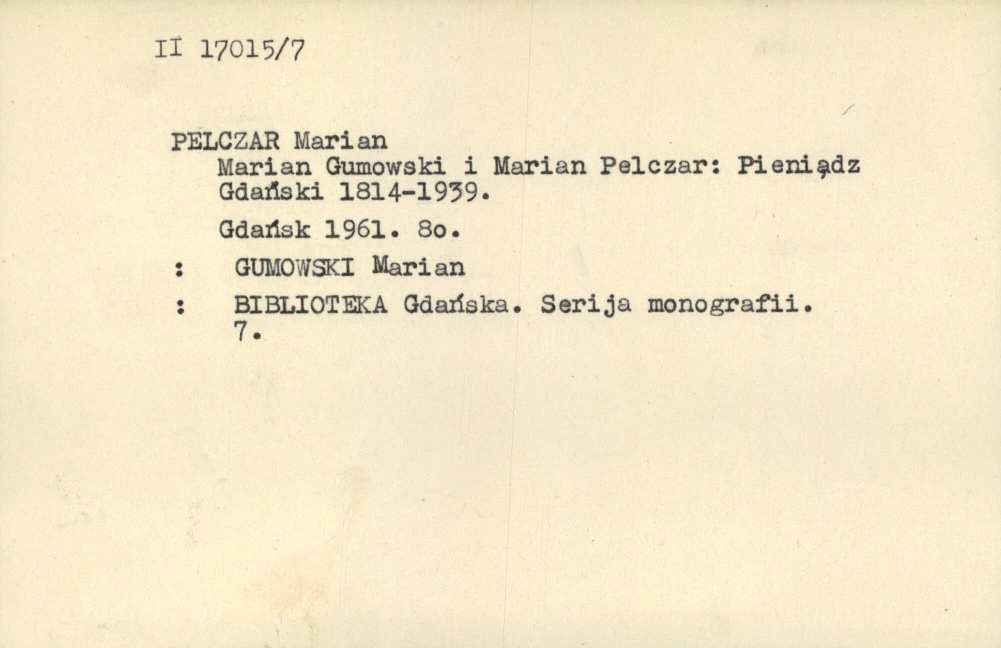 II 17015/7
PELCZAR Marian
Marian Gumowski i Marian Pelczar: Pieniądz
Gdański 1814-1939.
Gdańsk 1961. 8o.
: GUMOWSKI Marian
: BIBLIOTEKA Gdańska. Serija monografii.
7.